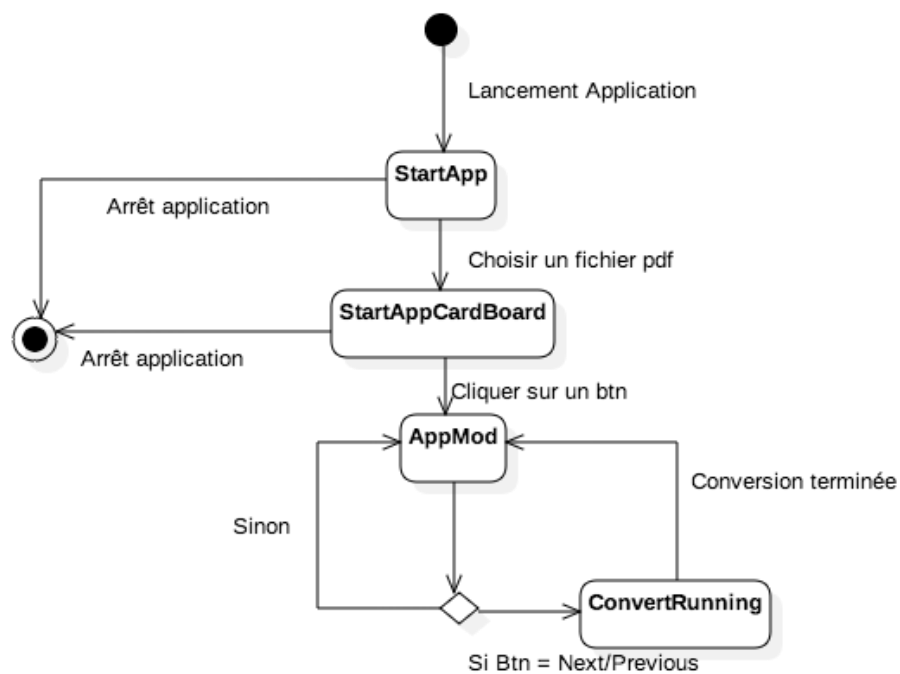 Lancement Application
StartApp
Arrêt application
Choisir un fichier pdf
StartAppCardBoard
Arrêt application
Cliquer sur un btn
AppMod
Conversion terminée
Sinon
ConvertRunning
Si Btn = Next/Previous